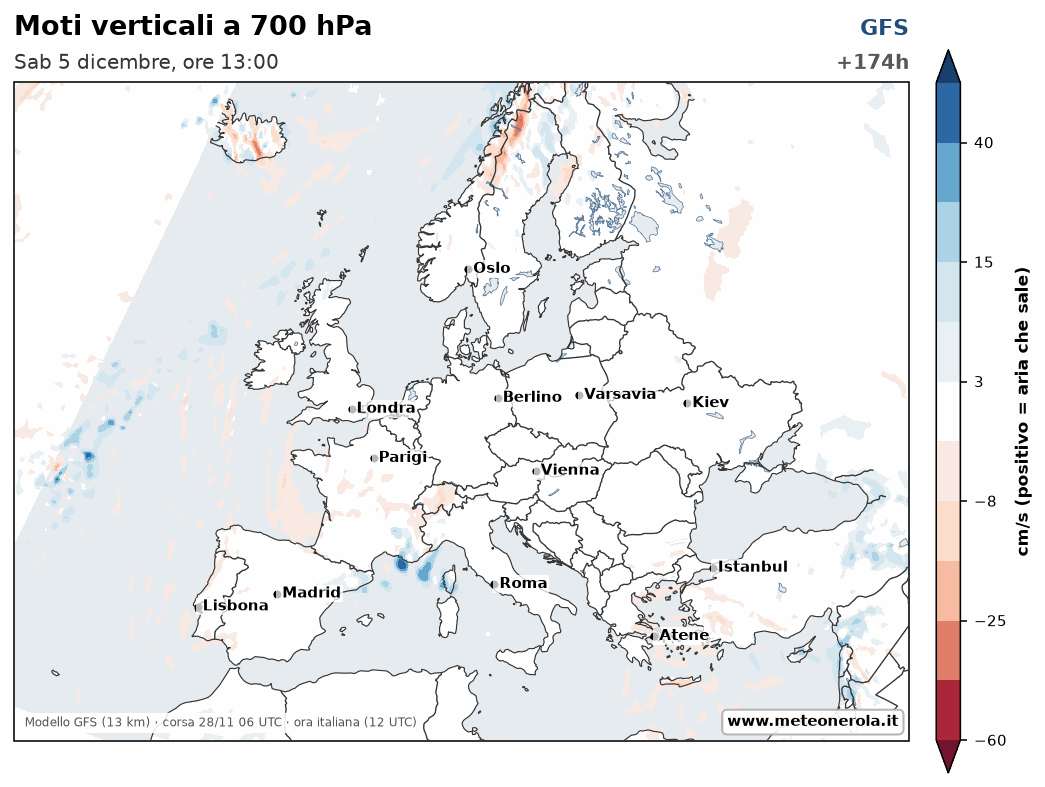 Moti verticali a 700 hPa
GFS
Sab 5 dicembre, ore 13:00
+174h
40
15
3
−8
−25
−60
cm/s (positivo = aria che sale)
Oslo
Berlino
Varsavia
Kiev
Londra
Parigi
Vienna
Istanbul
Roma
Madrid
Lisbona
Atene
Modello GFS (13 km) · corsa 28/11 06 UTC · ora italiana (12 UTC)
www.meteonerola.it